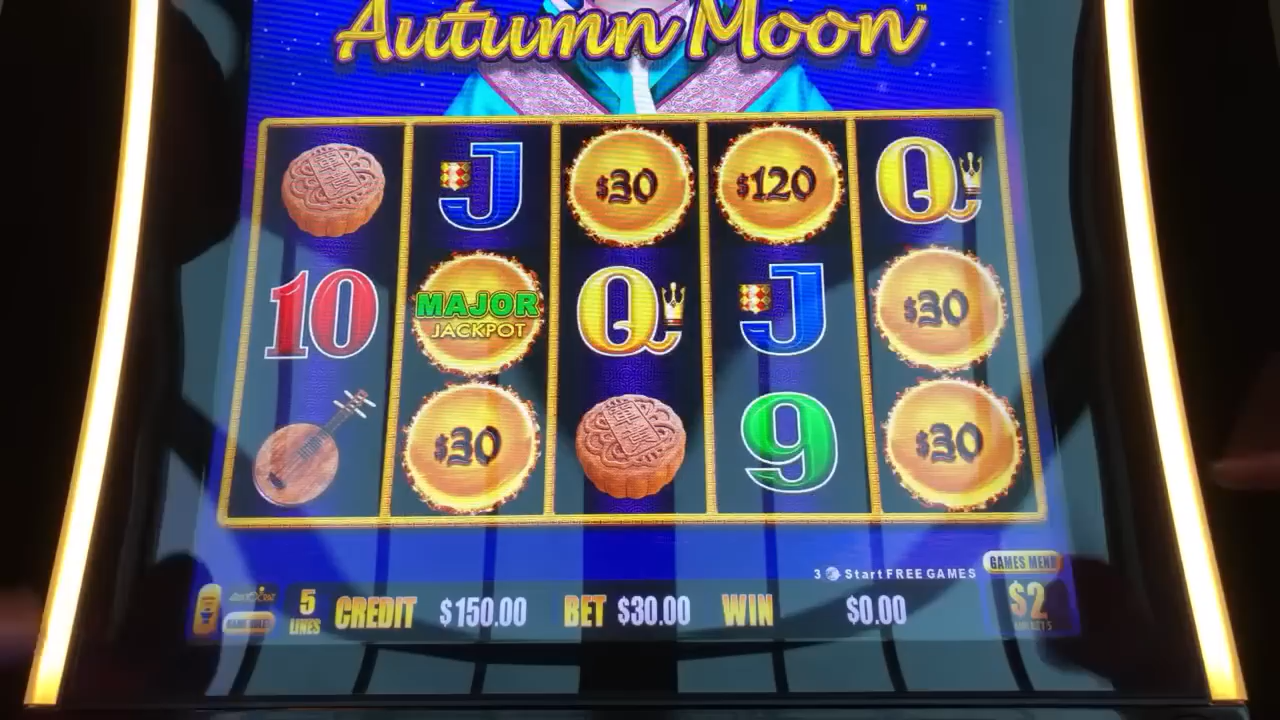 Autumn Moon™
J $30 $120 Q
10 MAJOR JACKPOT Q J $30
$30 9 $30
3 Start FREE GAMES
GAMES MENU
5 LINES CREDIT $150.00 BET $30.00 WIN $0.00 $2